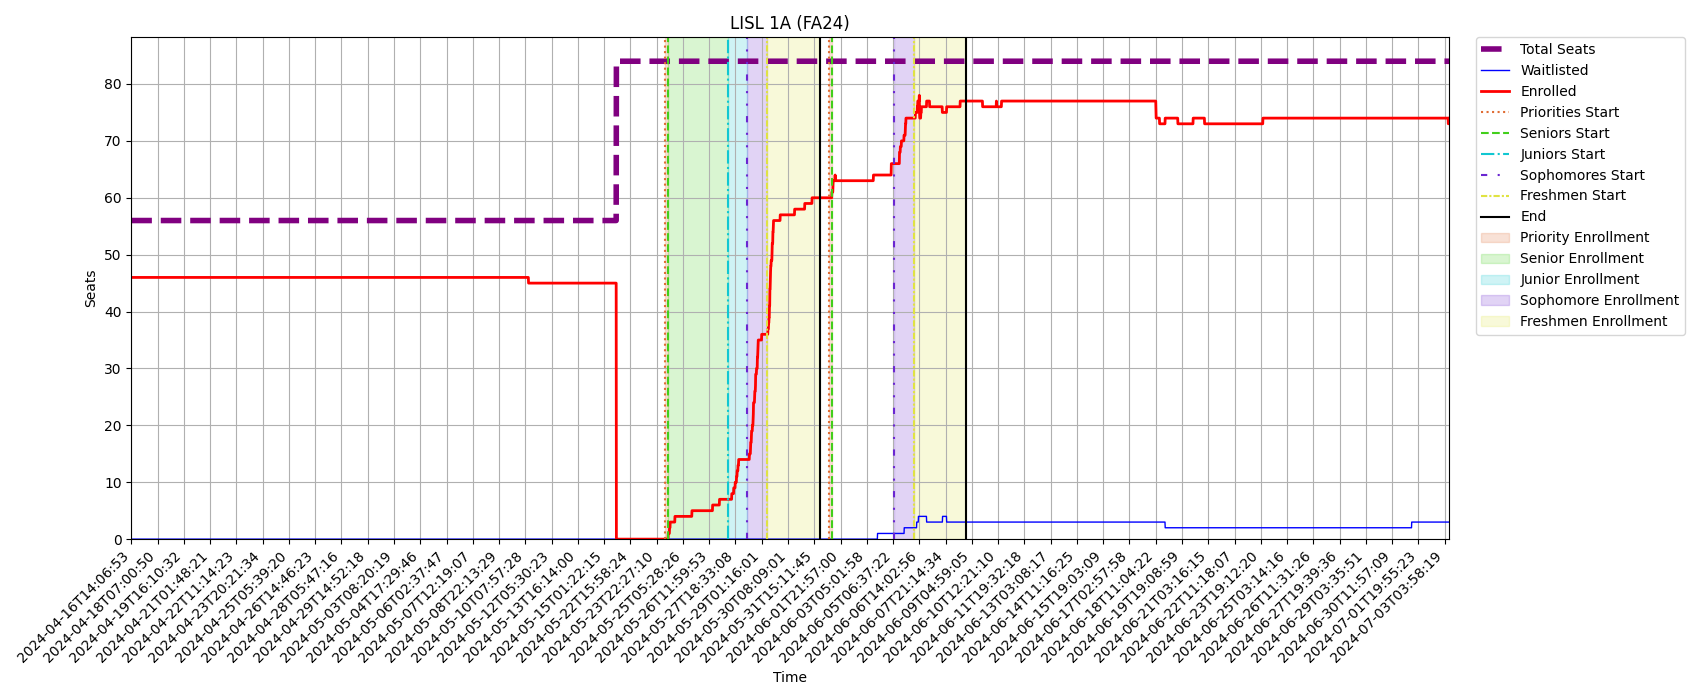 LISL 1A (FA24)
Seats
80
70
60
50
40
30
20
10
0
2024-04-16T14:06:53
2024-04-18T07:00:50
2024-04-19T16:10:32
2024-04-21T01:48:21
2024-04-22T11:14:23
2024-04-23T20:21:34
2024-04-25T05:39:20
2024-04-26T14:46:23
2024-04-28T05:47:16
2024-04-29T14:52:18
2024-05-03T08:20:19
2024-05-04T17:29:46
2024-05-07T02:37:47
2024-05-07T12:19:07
2024-05-08T22:13:29
2024-05-10T07:57:28
2024-05-12T05:30:23
2024-05-13T16:14:00
2024-05-15T01:22:15
2024-05-22T15:58:24
2024-05-23T22:27:10
2024-05-25T05:28:26
2024-05-26T11:59:53
2024-05-27T18:33:08
2024-05-29T01:16:01
2024-05-30T08:09:01
2024-05-31T15:11:45
2024-06-01T21:57:00
2024-06-03T05:01:58
2024-06-05T06:37:22
2024-06-06T14:02:56
2024-06-07T21:14:34
2024-06-09T04:59:05
2024-06-10T12:21:10
2024-06-11T19:32:18
2024-06-13T03:08:17
2024-06-14T11:16:25
2024-06-15T19:03:09
2024-06-17T02:57:58
2024-06-18T11:04:22
2024-06-19T19:08:59
2024-06-21T03:16:15
2024-06-22T11:18:07
2024-06-23T19:12:20
2024-06-25T03:14:16
2024-06-26T11:31:26
2024-06-27T19:39:36
2024-06-29T03:35:51
2024-06-30T11:57:09
2024-07-01T19:55:23
2024-07-03T03:58:19
Time
Total Seats
Waitlisted
Enrolled
Priorities Start
Seniors Start
Juniors Start
Sophomores Start
Freshmen Start
End
Priority Enrollment
Senior Enrollment
Junior Enrollment
Sophomore Enrollment
Freshmen Enrollment